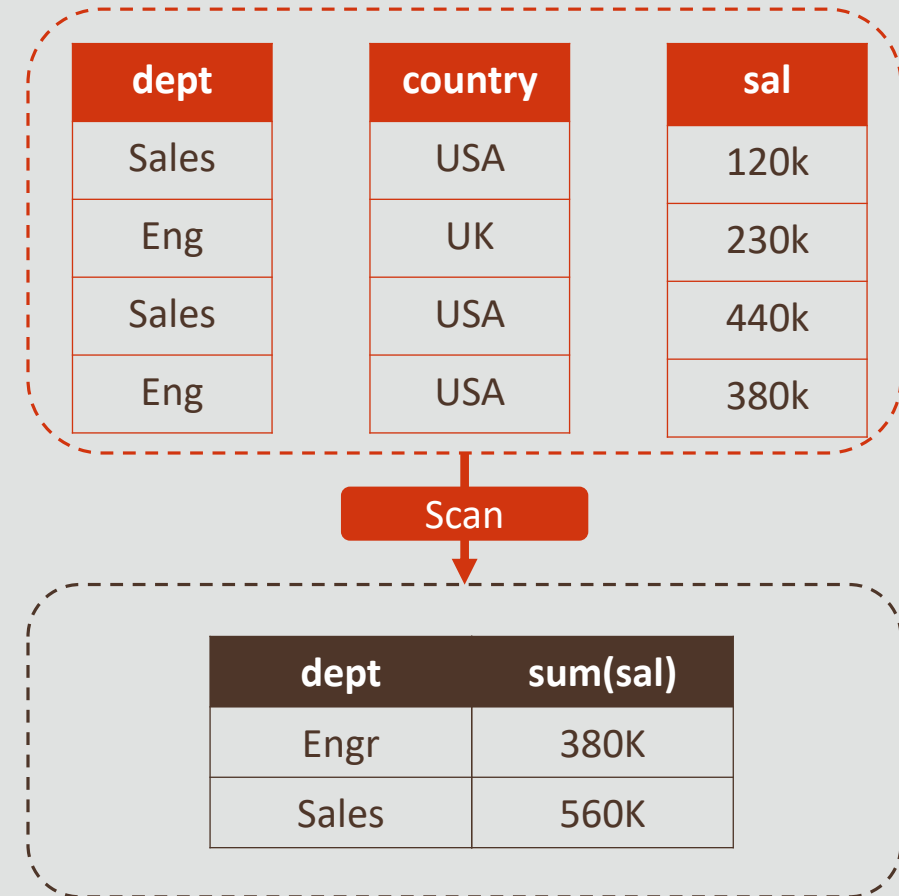 dept country sal
Sales USA 120k
Eng UK 230k
Sales USA 440k
Eng USA 380k
Scan
dept sum(sal)
Engr 380K
Sales 560K